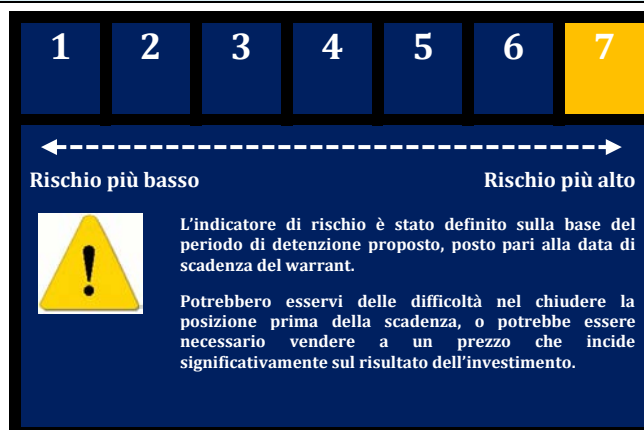 1 2 3 4 5 6 7
Rischio più basso Rischio più alto
L'indicatore di rischio è stato definito sulla base del
periodo di detenzione proposto, posto pari alla data di
scadenza del warrant.
Potrebbero esservi delle difficoltà nel chiudere la
posizione prima della scadenza, o potrebbe essere
necessario vendere a un prezzo che incide
significativamente sul risultato dell'investimento.